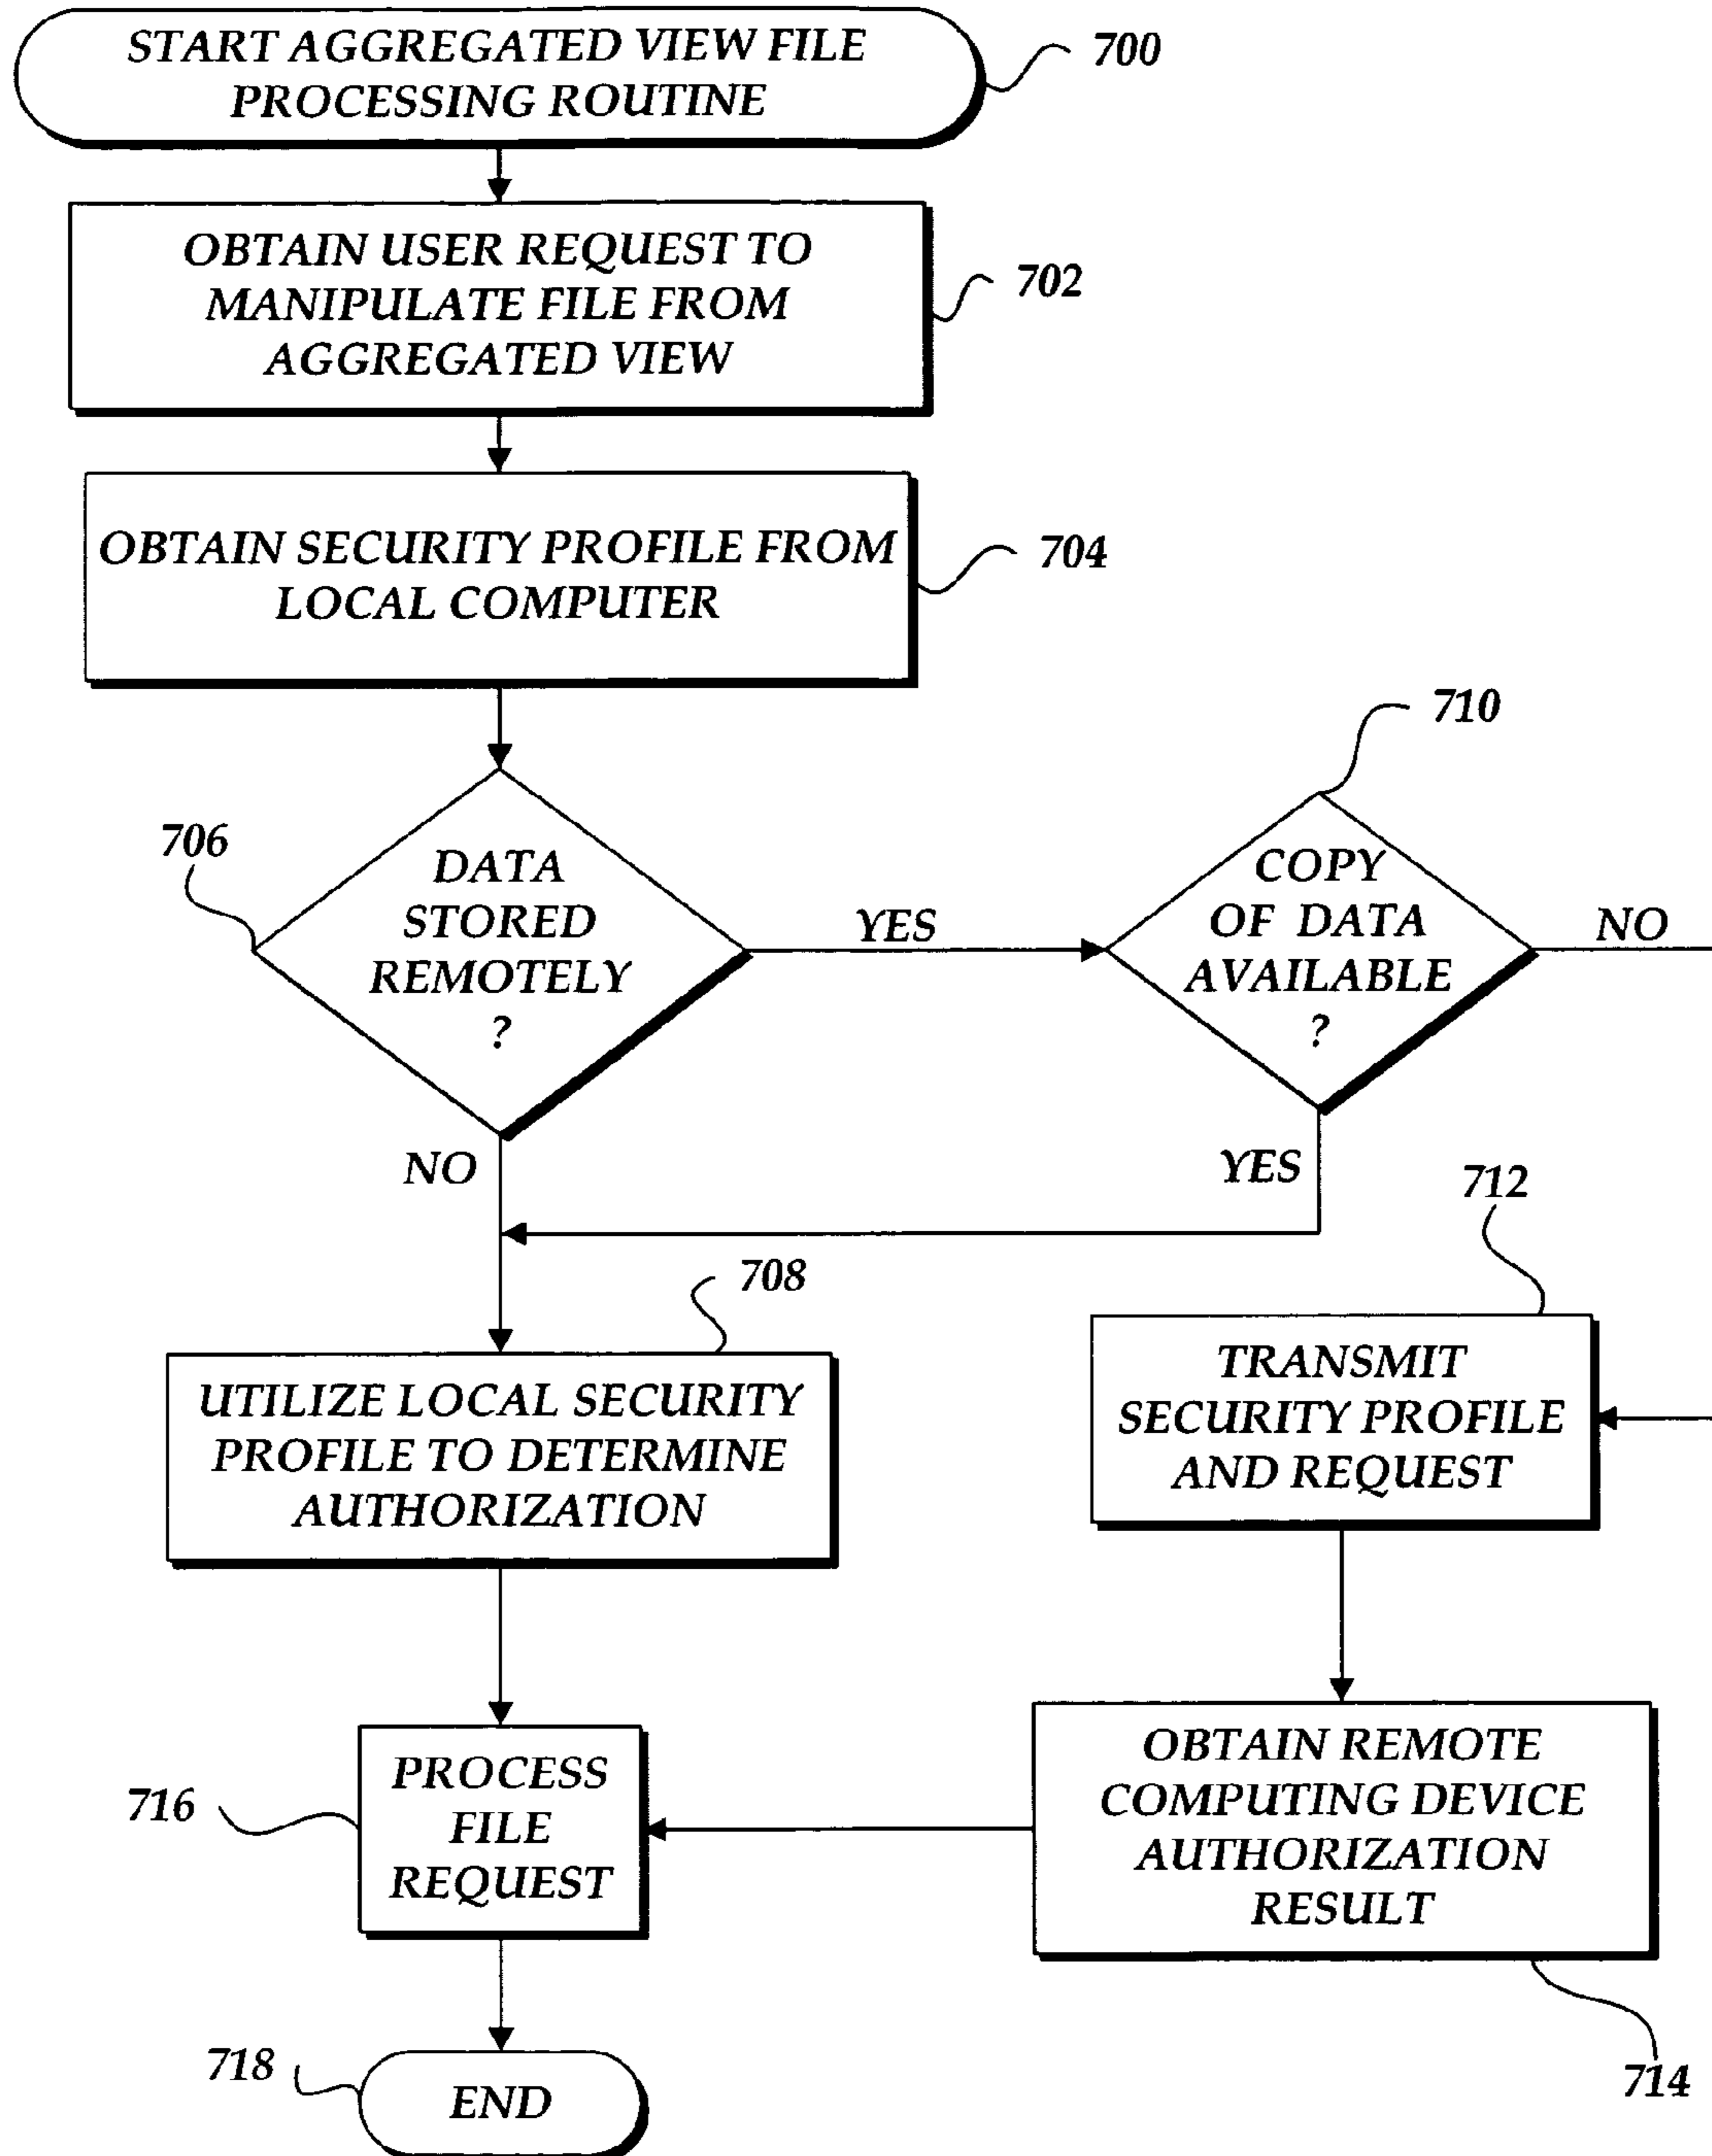 START AGGREGATED VIEW FILE
PROCESSING ROUTINE
700
OBTAIN USER REQUEST TO
MANIPULATE FILE FROM
AGGREGATED VIEW
702
OBTAIN SECURITY PROFILE FROM
LOCAL COMPUTER
704
706
DATA
STORED
REMOTELY
?
YES
NO
710
COPY
OF DATA
AVAILABLE
?
NO
YES
708
UTILIZE LOCAL SECURITY
PROFILE TO DETERMINE
AUTHORIZATION
712
TRANSMIT
SECURITY PROFILE
AND REQUEST
716
PROCESS
FILE
REQUEST
OBTAIN REMOTE
COMPUTING DEVICE
AUTHORIZATION
RESULT
714
718
END